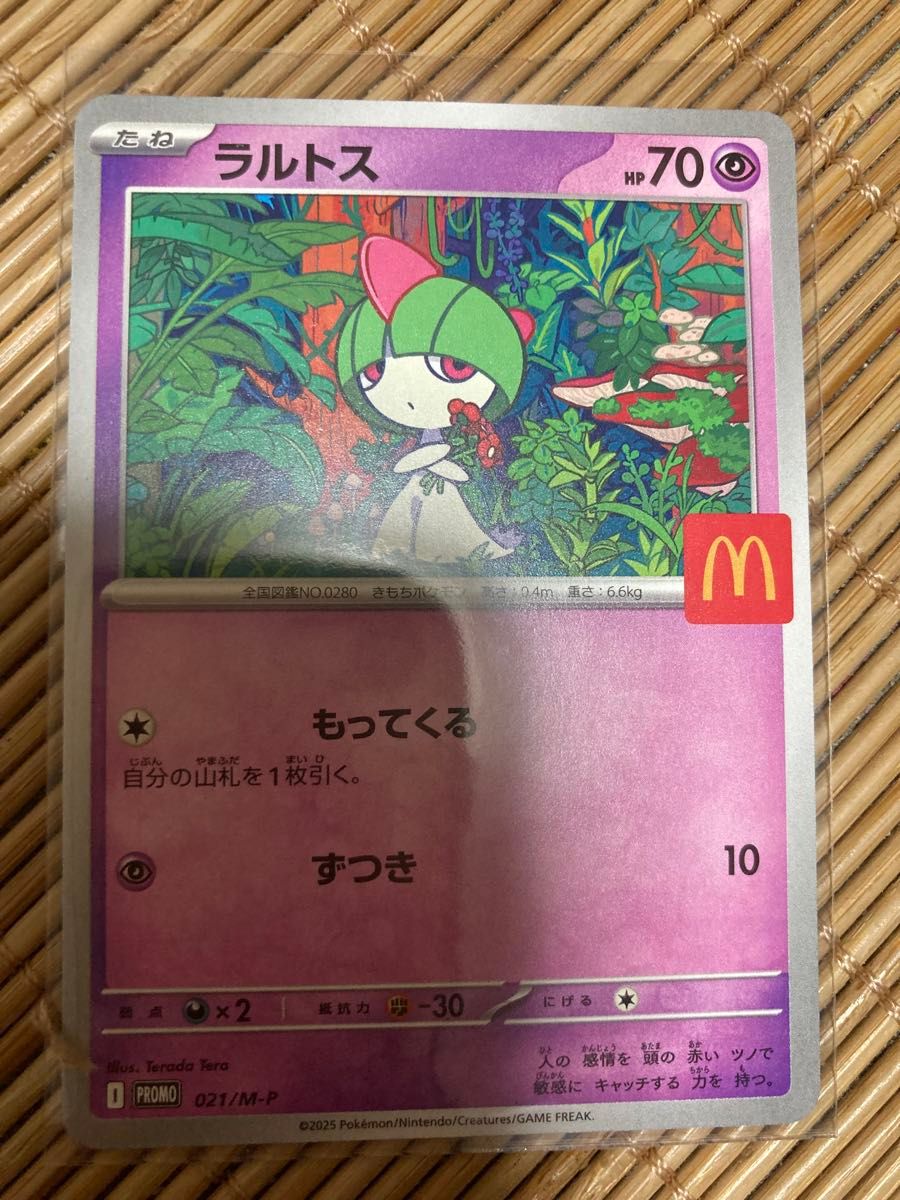 たね ラルトス HP70
全国図鑑NO.0280 きもちポケモン 高さ:0.4m 重さ:6.6kg
もってくる
自分の山札を1枚引く。
ずつき 10
弱点 ×2 抵抗力 -30 にげる
Illus. Terada Tera
人の 感情を 頭の 赤い ツノで
敏感に キャッチする 力を 持つ。
I PROMO 021/M-P
©2025 Pokémon/Nintendo/Creatures/GAME FREAK.